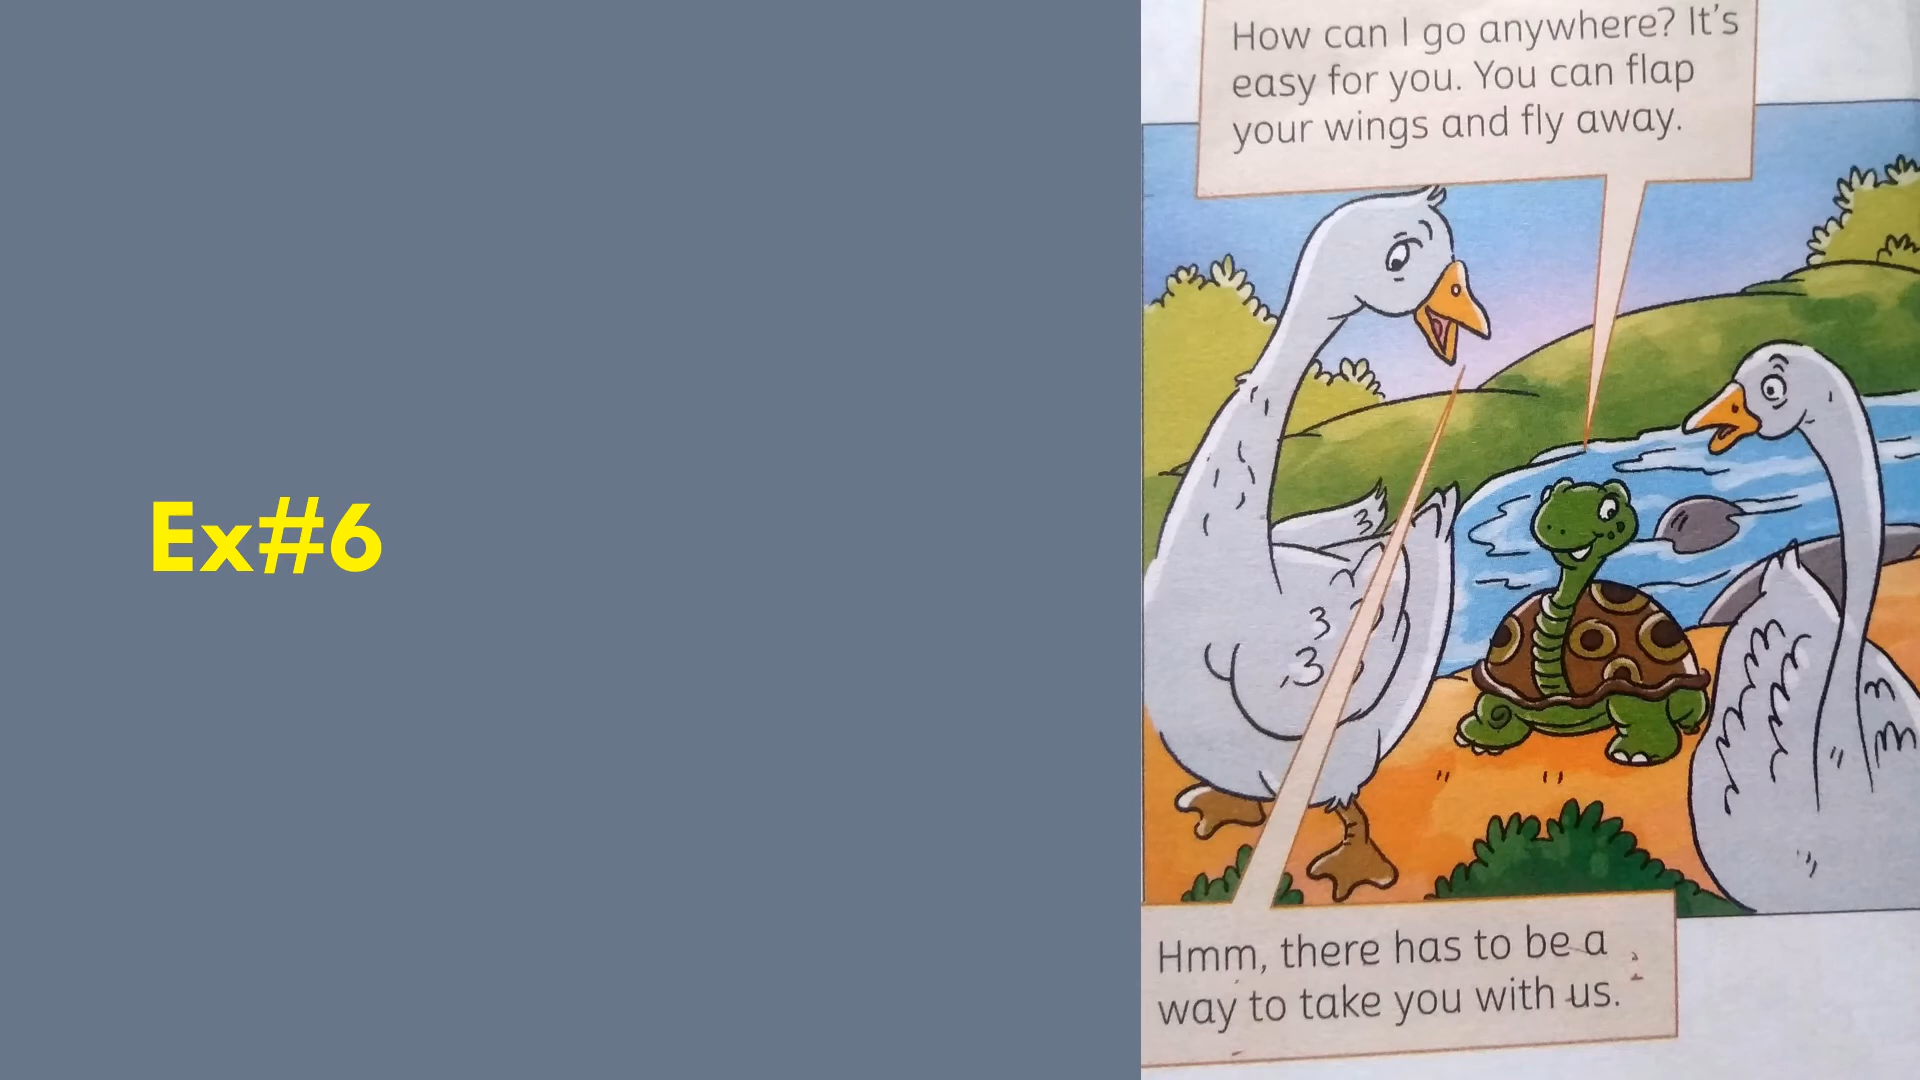 Ex#6
How can I go anywhere? It's
easy for you. You can flap
your wings and fly away.
Hmm, there has to be a
way to take you with us.